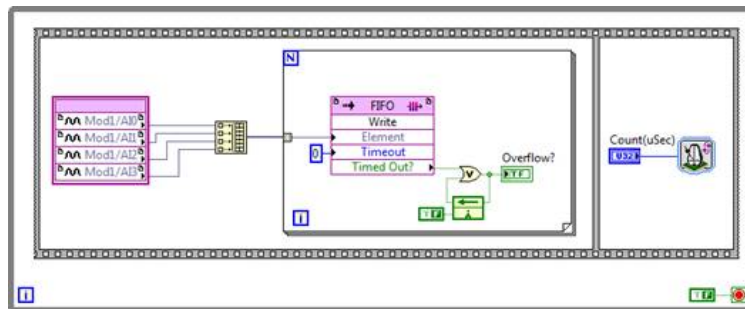 N
FIFO
Mod1/AI0
Write
Mod1/AI1
Element
Count(uSec)
Mod1/AI2
0
Timeout
Overflow?
U32
Mod1/AI3
Timed Out?
V
TF
T F
i
i
T F